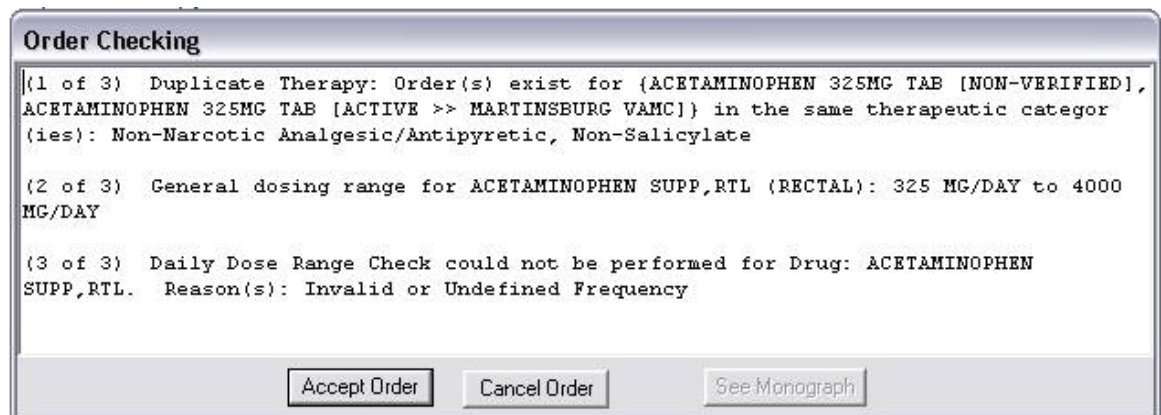 Order Checking
(1 of 3)  Duplicate Therapy: Order(s) exist for {ACETAMINOPHEN 325MG TAB [NON-VERIFIED],
ACETAMINOPHEN 325MG TAB [ACTIVE >> MARTINSBURG VAMC]} in the same therapeutic categor
(ies): Non-Narcotic Analgesic/Antipyretic, Non-Salicylate
(2 of 3)  General dosing range for ACETAMINOPHEN SUPP,RTL (RECTAL): 325 MG/DAY to 4000
MG/DAY
(3 of 3)  Daily Dose Range Check could not be performed for Drug: ACETAMINOPHEN
SUPP,RTL.  Reason(s): Invalid or Undefined Frequency
Accept Order Cancel Order See Monograph